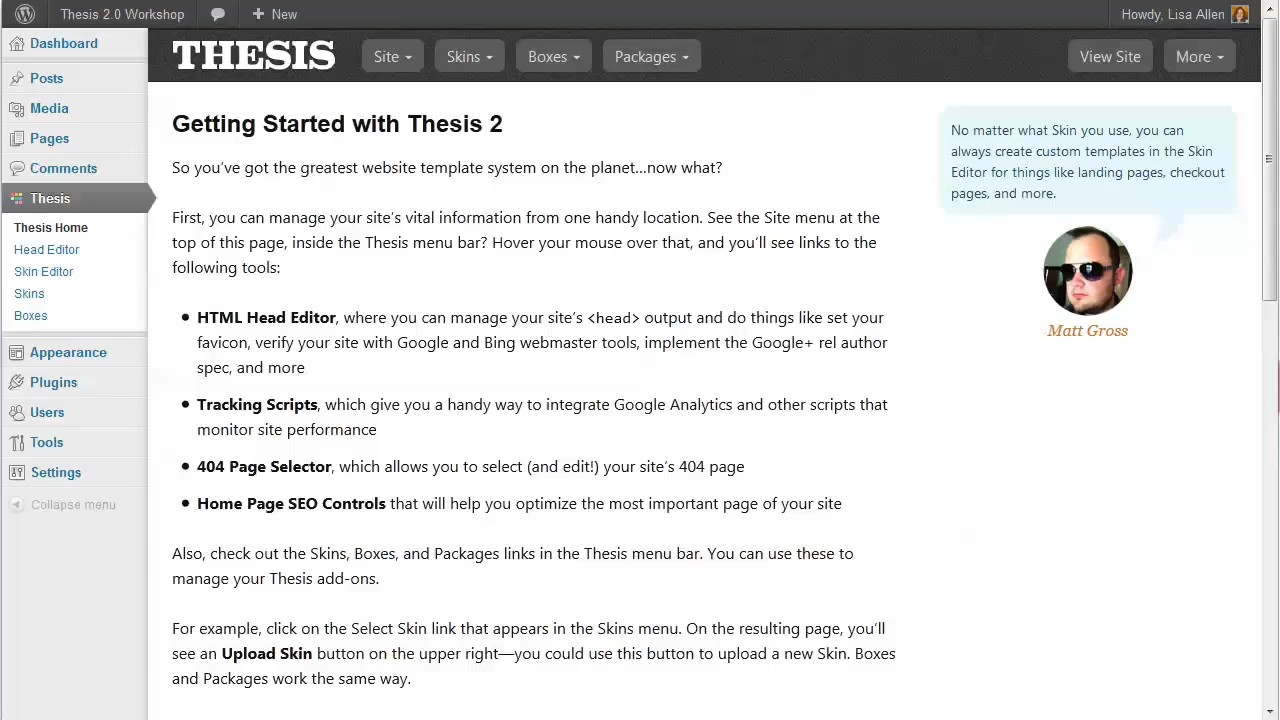 Thesis 2.0 Workshop
New
Howdy, Lisa Allen
Dashboard
Posts
Media
Pages
Comments
Thesis
Thesis Home
Head Editor
Skin Editor
Skins
Boxes
Appearance
Plugins
Users
Tools
Settings
Collapse menu
THESIS
Site
Skins
Boxes
Packages
View Site
More
Getting Started with Thesis 2
So you’ve got the greatest website template system on the planet…now what?
First, you can manage your site’s vital information from one handy location. See the Site menu at the
top of this page, inside the Thesis menu bar? Hover your mouse over that, and you’ll see links to the
following tools:
HTML Head Editor, where you can manage your site’s <head> output and do things like set your
favicon, verify your site with Google and Bing webmaster tools, implement the Google+ rel author
spec, and more
Tracking Scripts, which give you a handy way to integrate Google Analytics and other scripts that
monitor site performance
404 Page Selector, which allows you to select (and edit!) your site’s 404 page
Home Page SEO Controls that will help you optimize the most important page of your site
Also, check out the Skins, Boxes, and Packages links in the Thesis menu bar. You can use these to
manage your Thesis add-ons.
For example, click on the Select Skin link that appears in the Skins menu. On the resulting page, you’ll
see an Upload Skin button on the upper right—you could use this button to upload a new Skin. Boxes
and Packages work the same way.
No matter what Skin you use, you can
always create custom templates in the Skin
Editor for things like landing pages, checkout
pages, and more.
Matt Gross